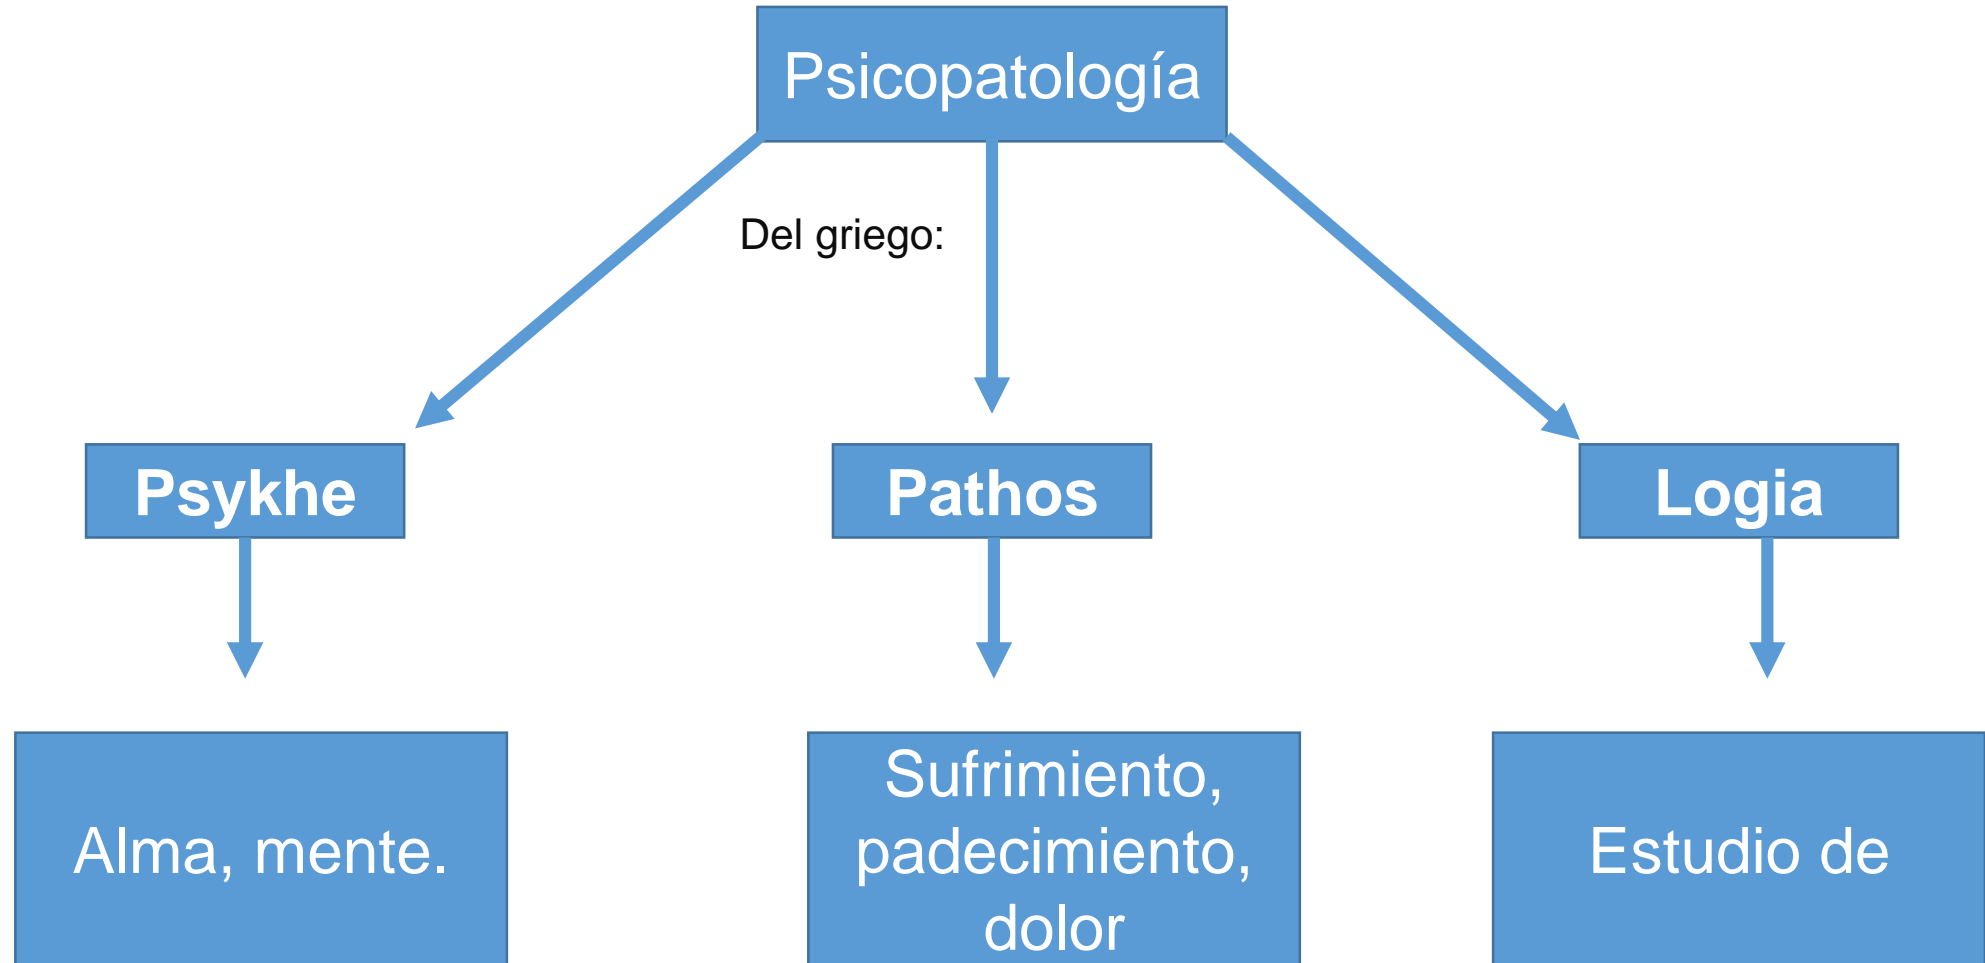 Psicopatología
Del griego:
Psykhe
Pathos
Logia
Alma, mente.
Sufrimiento,
padecimiento,
dolor
Estudio de